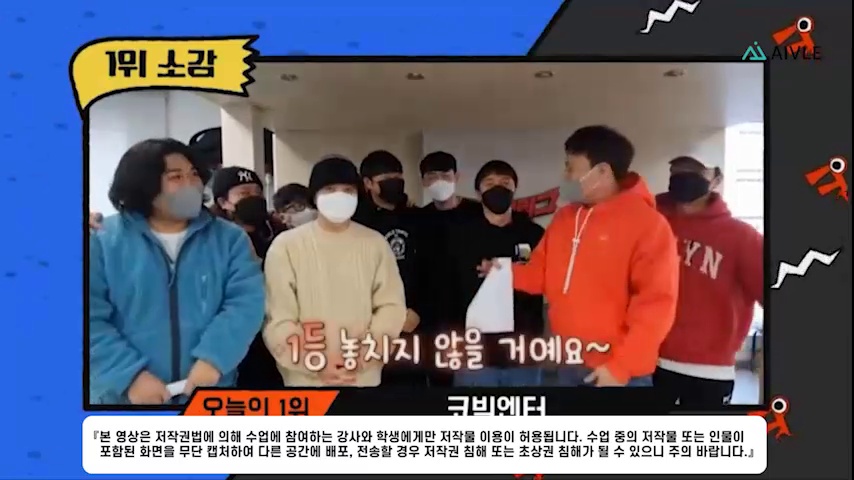 AIVLE
1위 소감
NY
LYN
1등 놓치지 않을 거예요~
오늘의 1위
코빅엔터
『본 영상은 저작권법에 의해 수업에 참여하는 강사와 학생에게만 저작물 이용이 허용됩니다. 수업 중의 저작물 또는 인물이
포함된 화면을 무단 캡처하여 다른 공간에 배포, 전송할 경우 저작권 침해 또는 초상권 침해가 될 수 있으니 주의 바랍니다.』